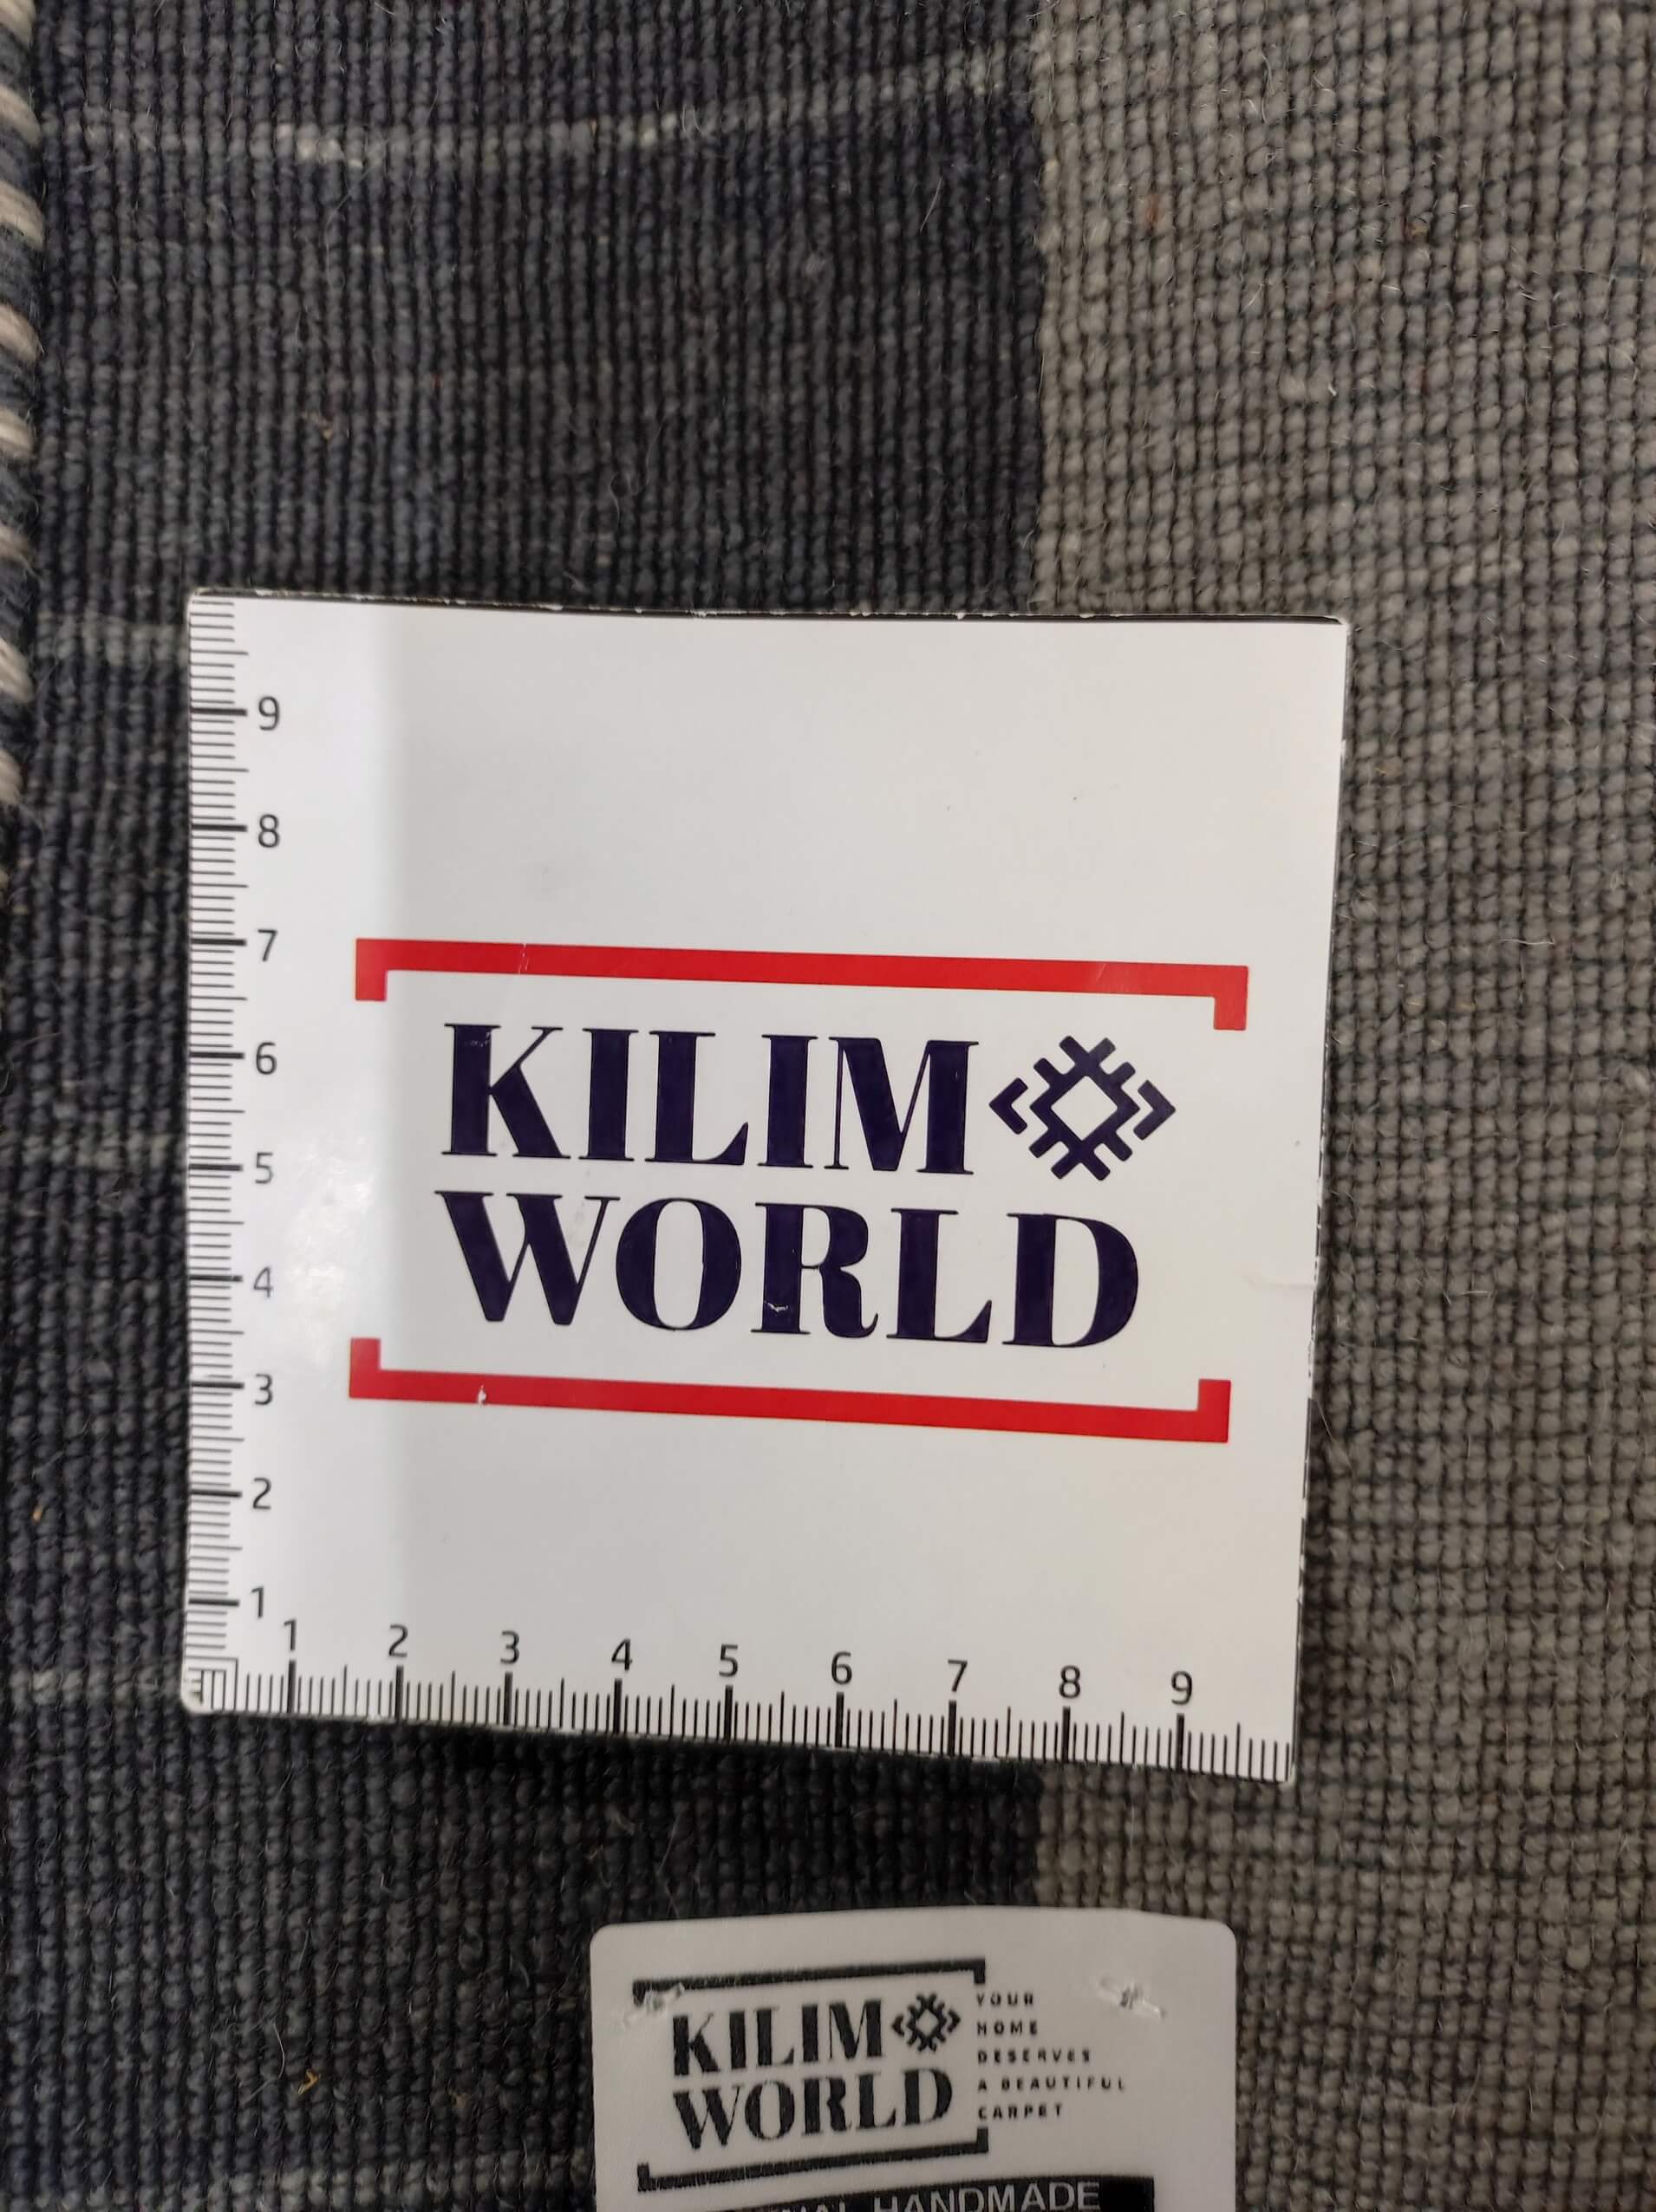 9
8
7
6
5
4
3
2
1
KILIM
WORLD
1 2 3 4 5 6 7 8 9
KILIM
WORLD
YOUR
HOME
DESERVES
A BEAUTIFUL
CARPET
HANDMADE